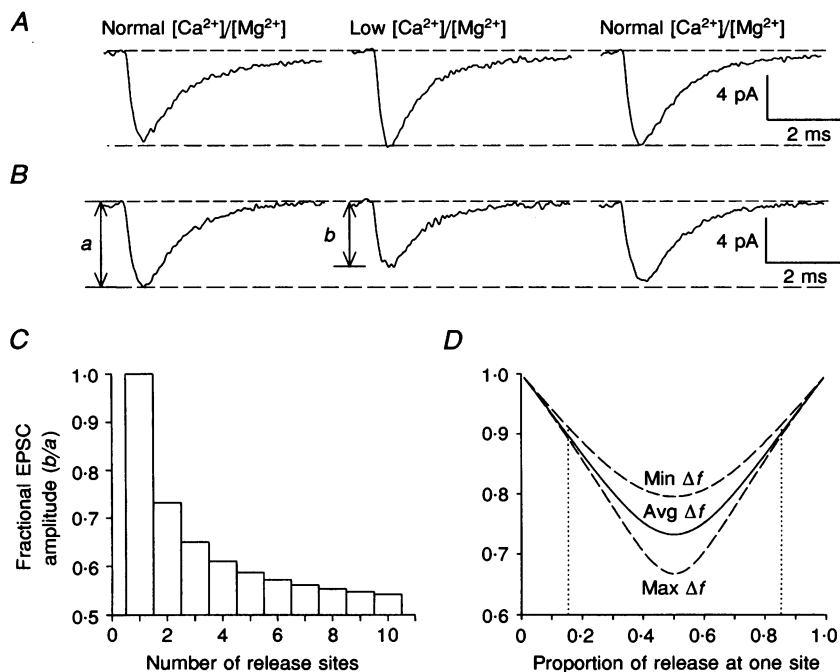 A
Normal [Ca²⁺]/[Mg²⁺] Low [Ca²⁺]/[Mg²⁺] Normal [Ca²⁺]/[Mg²⁺]
4 pA
2 ms
B
a
b
4 pA
2 ms
C
Fractional EPSC
amplitude (b/a)
1·0
0·9
0·8
0·7
0·6
0·5
0 2 4 6 8 10
Number of release sites
D
1·0
0·9
0·8
0·7
0·6
Min Δf
Avg Δf
Max Δf
0 0·2 0·4 0·6 0·8 1·0
Proportion of release at one site